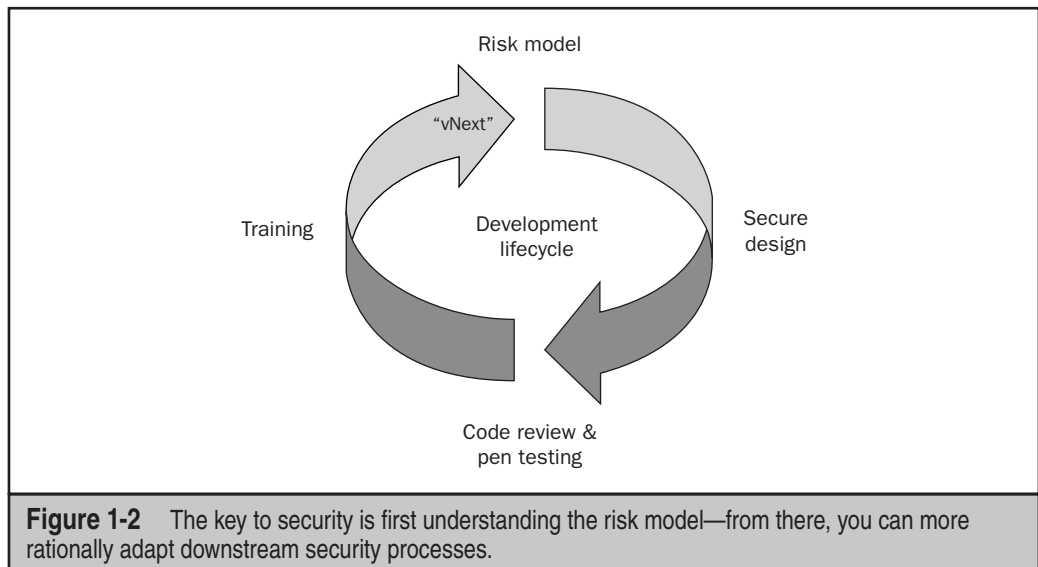 Risk model
“vNext”
Training
Development
lifecycle
Secure
design
Code review &
pen testing
Figure 1-2 The key to security is first understanding the risk model—from there, you can more
rationally adapt downstream security processes.